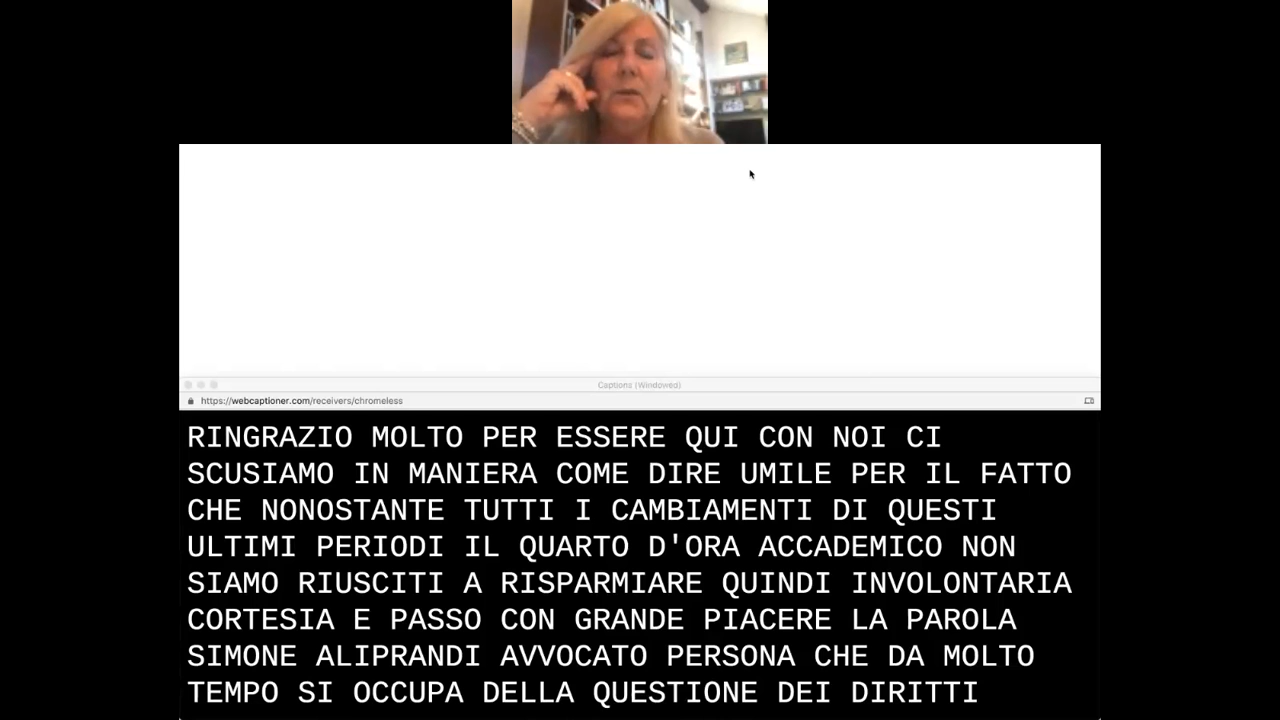 Captions (Windowed)
https://webcaptioner.com/receivers/chromeless
RINGRAZIO MOLTO PER ESSERE QUI CON NOI CI
SCUSIAMO IN MANIERA COME DIRE UMILE PER IL FATTO
CHE NONOSTANTE TUTTI I CAMBIAMENTI DI QUESTI
ULTIMI PERIODI IL QUARTO D'ORA ACCADEMICO NON
SIAMO RIUSCITI A RISPARMIARE QUINDI INVOLONTARIA
CORTESIA E PASSO CON GRANDE PIACERE LA PAROLA
SIMONE ALIPRANDI AVVOCATO PERSONA CHE DA MOLTO
TEMPO SI OCCUPA DELLA QUESTIONE DEI DIRITTI